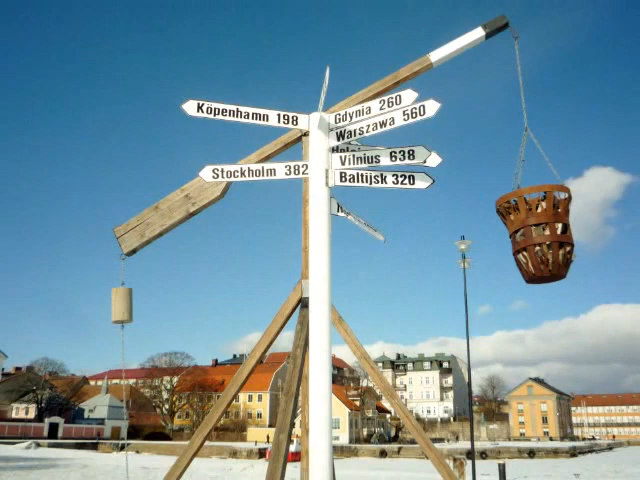 Köpenhamn 198
Gdynia 260
Warszawa 560
Vilnius 638
Stockholm 382
Baltijsk 320